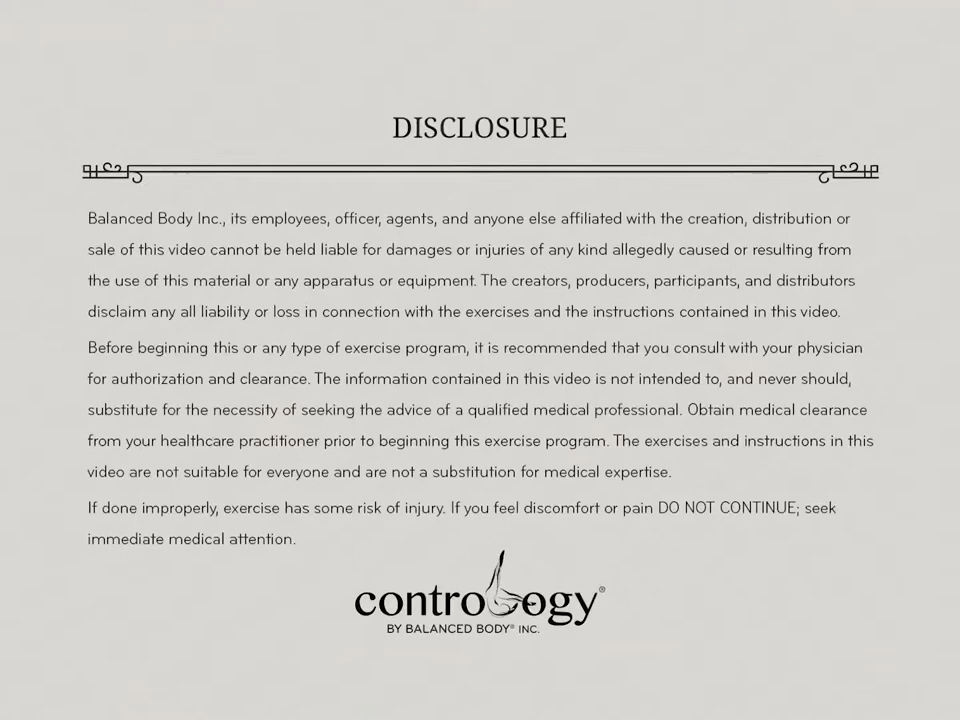 DISCLOSURE
Balanced Body Inc., its employees, officer, agents, and anyone else affiliated with the creation, distribution or
sale of this video cannot be held liable for damages or injuries of any kind allegedly caused or resulting from
the use of this material or any apparatus or equipment. The creators, producers, participants, and distributors
disclaim any all liability or loss in connection with the exercises and the instructions contained in this video.
Before beginning this or any type of exercise program, it is recommended that you consult with your physician
for authorization and clearance. The information contained in this video is not intended to, and never should,
substitute for the necessity of seeking the advice of a qualified medical professional. Obtain medical clearance
from your healthcare practitioner prior to beginning this exercise program. The exercises and instructions in this
video are not suitable for everyone and are not a substitution for medical expertise.
If done improperly, exercise has some risk of injury. If you feel discomfort or pain DO NOT CONTINUE; seek
immediate medical attention.
contrology®
BY BALANCED BODY® INC.